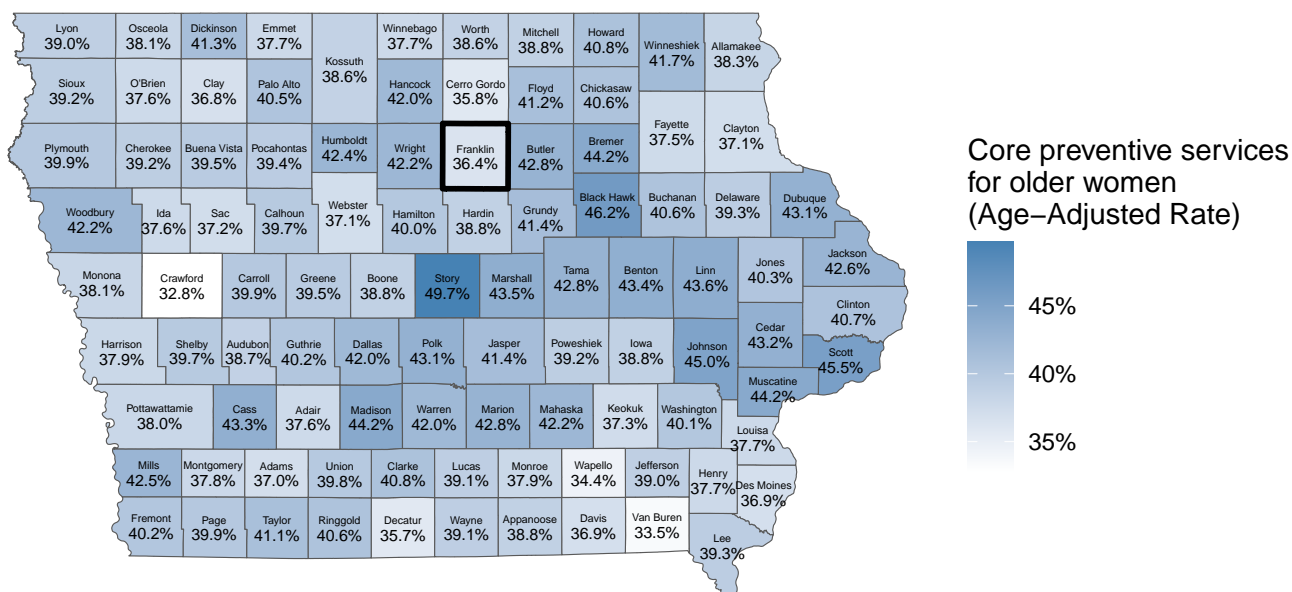 Lyon
39.0%
Osceola
38.1%
Dickinson
41.3%
Emmet
37.7%
Kossuth
38.6%
Winnebago
37.7%
Worth
38.6%
Mitchell
38.8%
Howard
40.8%
Winneshiek
41.7%
Allamakee
38.3%
Sioux
39.2%
O'Brien
37.6%
Clay
36.8%
Palo Alto
40.5%
Hancock
42.0%
Cerro Gordo
35.8%
Floyd
41.2%
Chickasaw
40.6%
Fayette
37.5%
Clayton
37.1%
Plymouth
39.9%
Cherokee
39.2%
Buena Vista
39.5%
Pocahontas
39.4%
Humboldt
42.4%
Wright
42.2%
Franklin
36.4%
Butler
42.8%
Bremer
44.2%
Woodbury
42.2%
Ida
37.6%
Sac
37.2%
Calhoun
39.7%
Webster
37.1%
Hamilton
40.0%
Hardin
38.8%
Grundy
41.4%
Black Hawk
46.2%
Buchanan
40.6%
Delaware
39.3%
Dubuque
43.1%
Monona
38.1%
Crawford
32.8%
Carroll
39.9%
Greene
39.5%
Boone
38.8%
Story
49.7%
Marshall
43.5%
Tama
42.8%
Benton
43.4%
Linn
43.6%
Jones
40.3%
Jackson
42.6%
Clinton
40.7%
Harrison
37.9%
Shelby
39.7%
Audubon
38.7%
Guthrie
40.2%
Dallas
42.0%
Polk
43.1%
Jasper
41.4%
Poweshiek
39.2%
Iowa
38.8%
Johnson
45.0%
Cedar
43.2%
Scott
45.5%
Muscatine
44.2%
Pottawattamie
38.0%
Cass
43.3%
Adair
37.6%
Madison
44.2%
Warren
42.0%
Marion
42.8%
Mahaska
42.2%
Keokuk
37.3%
Washington
40.1%
Louisa
37.7%
Mills
42.5%
Montgomery
37.8%
Adams
37.0%
Union
39.8%
Clarke
40.8%
Lucas
39.1%
Monroe
37.9%
Wapello
34.4%
Jefferson
39.0%
Henry
37.7%
Des Moines
36.9%
Fremont
40.2%
Page
39.9%
Taylor
41.1%
Ringgold
40.6%
Decatur
35.7%
Wayne
39.1%
Appanoose
38.8%
Davis
36.9%
Van Buren
33.5%
Lee
39.3%
Core preventive services
for older women
(Age–Adjusted Rate)
45%
40%
35%